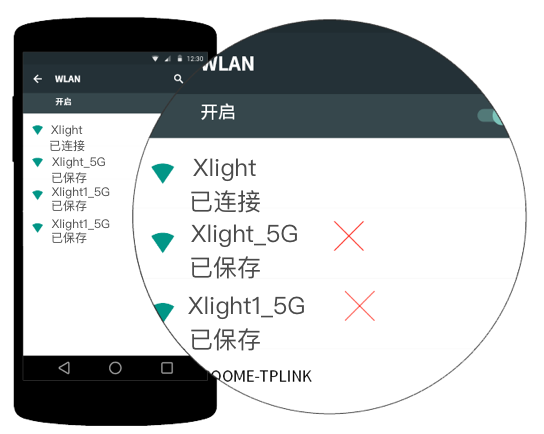 12:30
WLAN
开启
Xlight
已连接
Xlight_5G
已保存
Xlight1_5G
已保存
Xlight1_5G
已保存
WLAN
开启
Xlight
已连接
Xlight_5G
已保存
Xlight1_5G
已保存
OOME-TPLINK